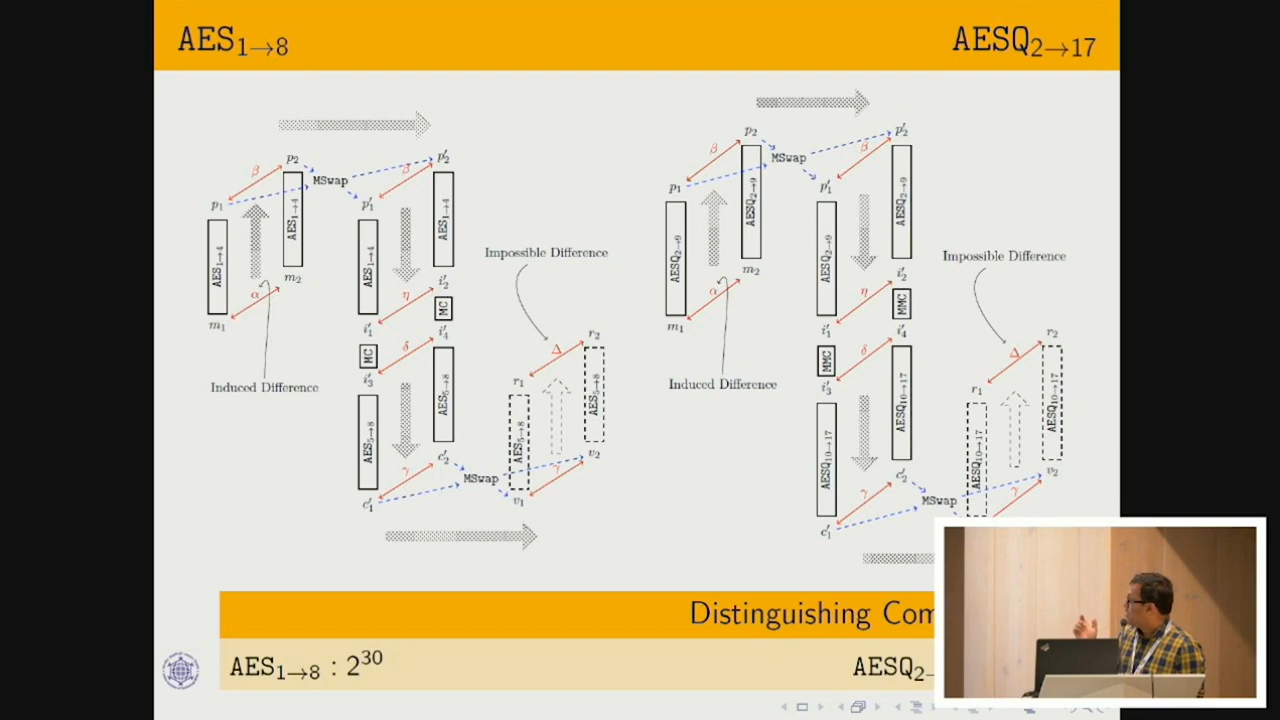 AES₁→₈
AESQ₂→₁₇
p₂
p′₂
β
MSwap
β
p₁
p′₁
AES₁→₄
AES₁→₄
AES₁→₄
AES₁→₄
m₂
α
m₁
Induced Difference
i′₂
η
MC
i′₁
i′₄
MC
δ
i′₃
AES₅→₈
AES₅→₈
c′₂
γ
c′₁
MSwap
Impossible Difference
r₂
Δ
r₁
AES₅→₈
AES₅→₈
v₂
γ
v₁
p₂
p′₂
β
MSwap
β
p₁
p′₁
AESQ₂→₉
AESQ₂→₉
AESQ₂→₉
AESQ₂→₉
m₂
α
m₁
Induced Difference
i′₂
η
MMC
i′₁
i′₄
MMC
δ
i′₃
AESQ₁₀→₁₇
AESQ₁₀→₁₇
c′₂
γ
c′₁
MSwap
Impossible Difference
r₂
Δ
r₁
AESQ₁₀→₁₇
AESQ₁₀→₁₇
v₂
γ
Distinguishing Com
AES₁→₈ : 2³⁰
AESQ₂